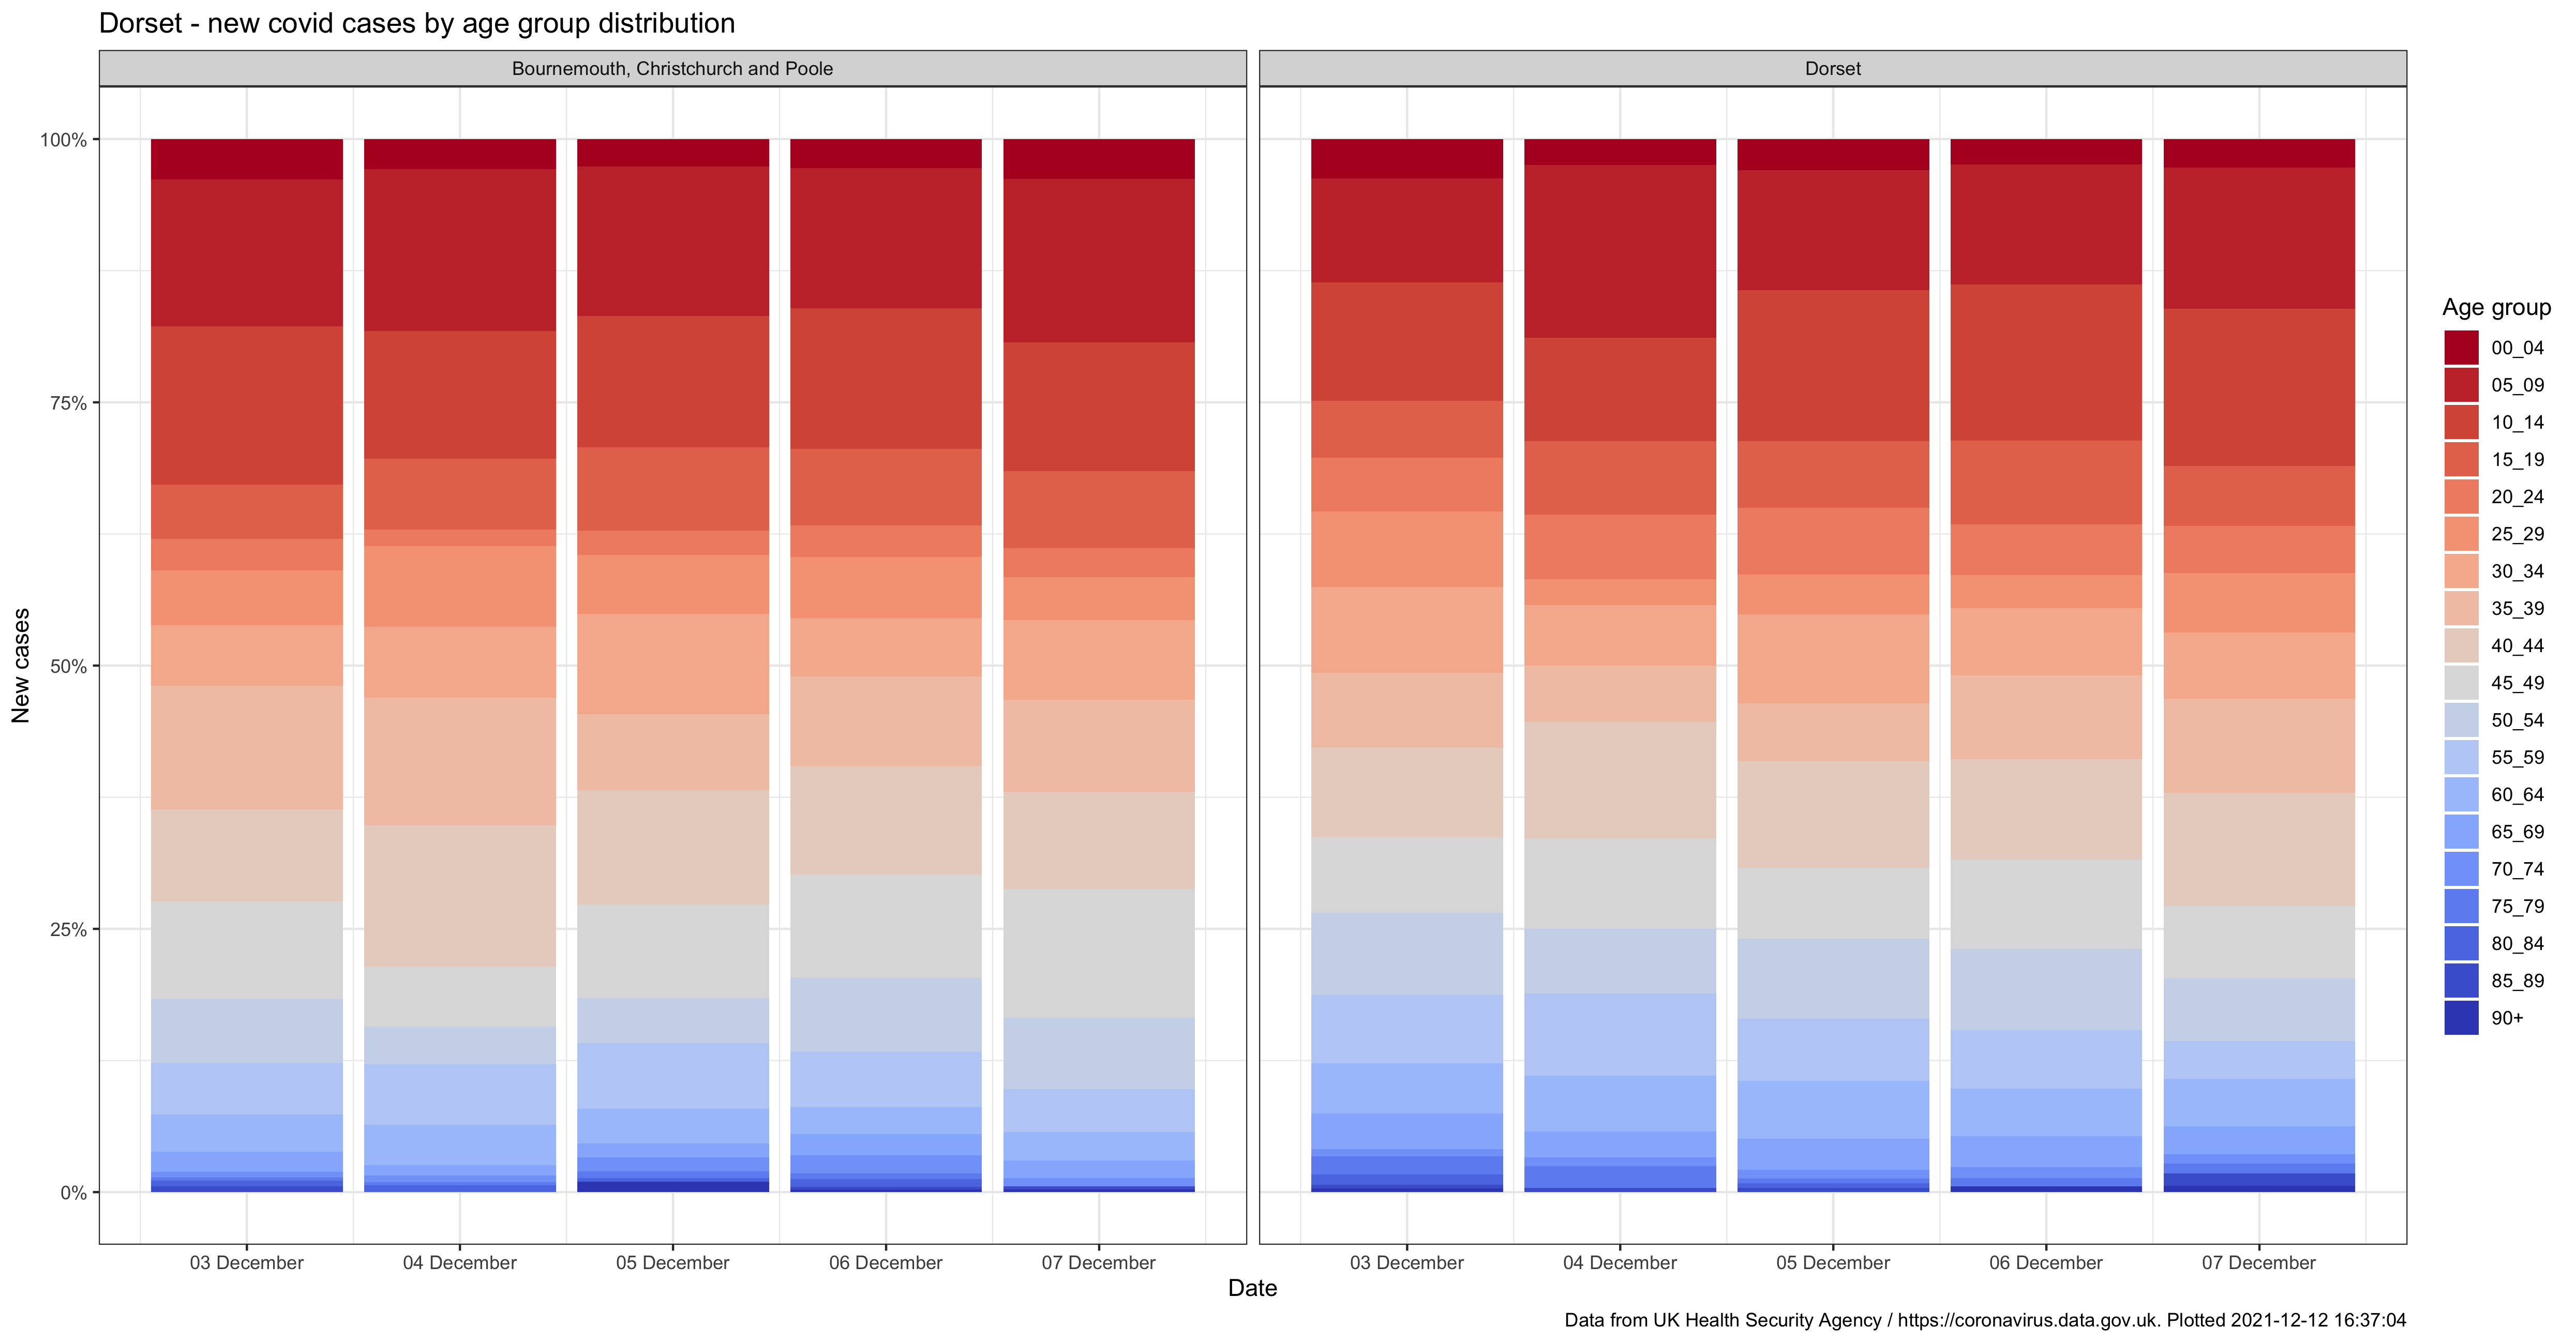 Dorset - new covid cases by age group distribution
Bournemouth, Christchurch and Poole
Dorset
New cases
100%
75%
50%
25%
0%
03 December
04 December
05 December
06 December
07 December
03 December
04 December
05 December
06 December
07 December
Date
Age group
00_04
05_09
10_14
15_19
20_24
25_29
30_34
35_39
40_44
45_49
50_54
55_59
60_64
65_69
70_74
75_79
80_84
85_89
90+
Data from UK Health Security Agency / https://coronavirus.data.gov.uk. Plotted 2021-12-12 16:37:04